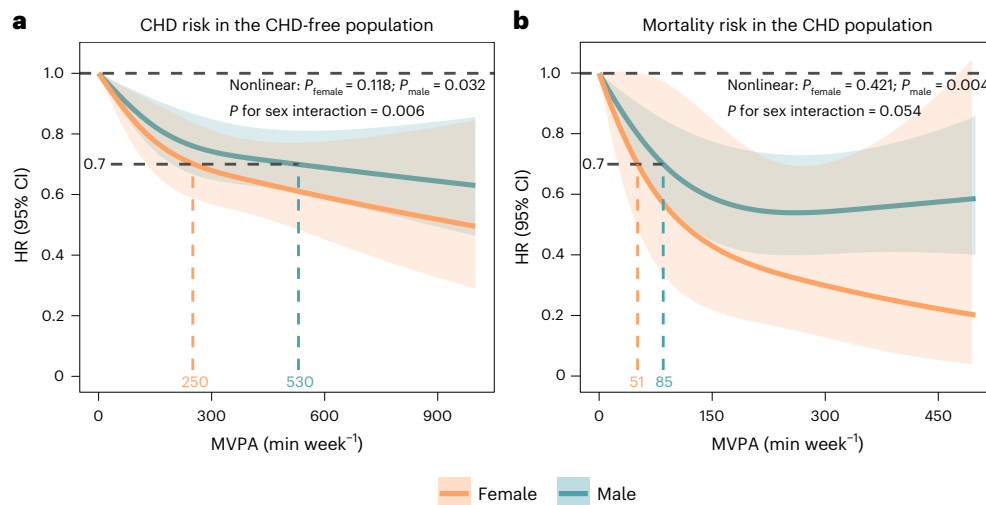 a
CHD risk in the CHD-free population
1.0
0.8
0.7
0.6
0.4
0.2
0
HR (95% CI)
Nonlinear: P_female = 0.118; P_male = 0.032
P for sex interaction = 0.006
250
530
0
300
600
900
MVPA (min week⁻¹)
b
Mortality risk in the CHD population
1.0
0.8
0.7
0.6
0.4
0.2
0
HR (95% CI)
Nonlinear: P_female = 0.421; P_male = 0.004
P for sex interaction = 0.054
51
85
0
150
300
450
MVPA (min week⁻¹)
Female
Male